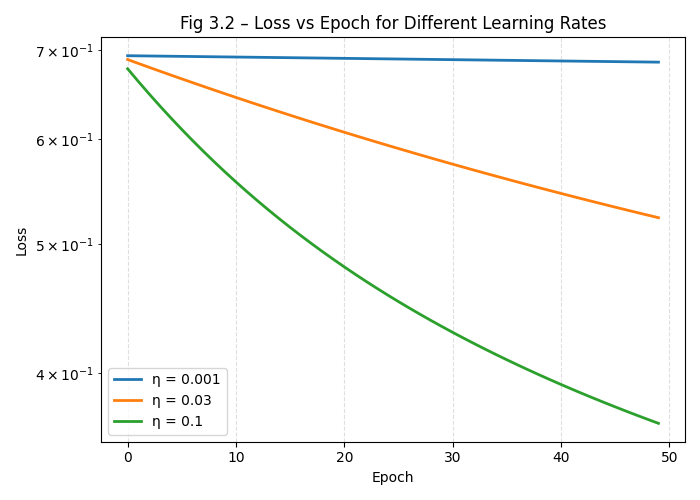 Fig 3.2 – Loss vs Epoch for Different Learning Rates
7 × 10⁻¹
6 × 10⁻¹
5 × 10⁻¹
4 × 10⁻¹
Loss
η = 0.001
η = 0.03
η = 0.1
0 10 20 30 40 50
Epoch